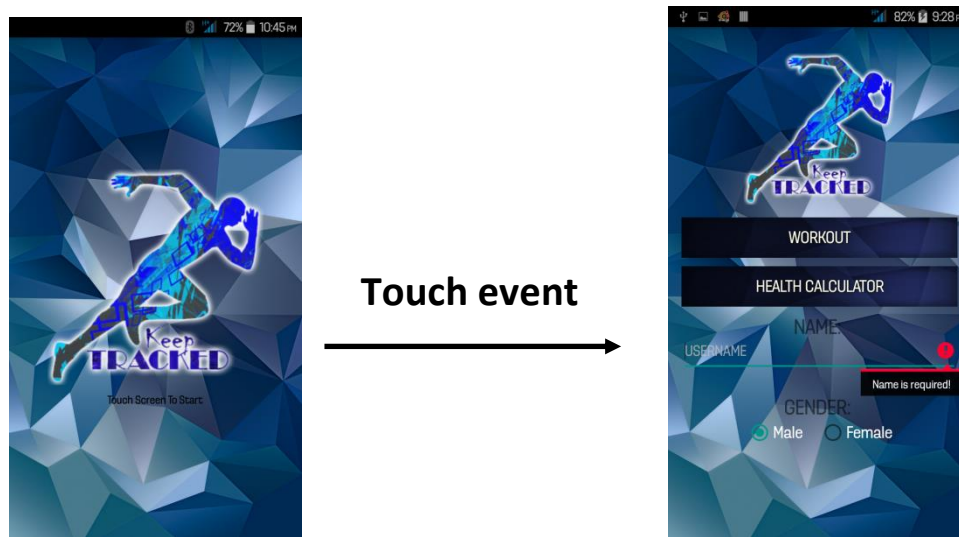 72% 10:45 PM
Keep
TRACKED
Touch Screen To Start
Touch event
82% 9:28 P
Keep
TRACKED
WORKOUT
HEALTH CALCULATOR
NAME:
USERNAME
Name is required!
GENDER:
Male Female